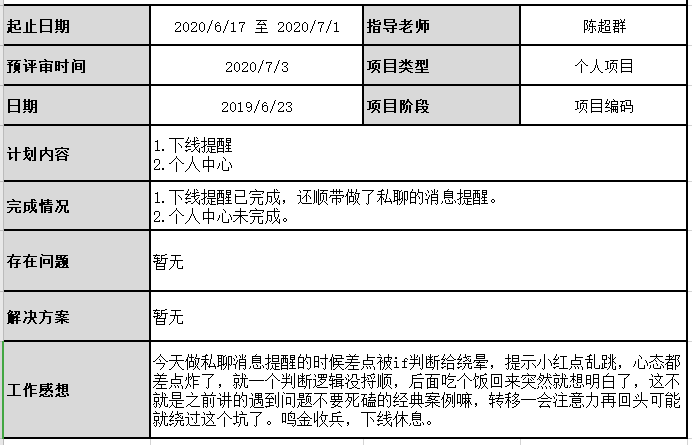 起止日期 2020/6/17 至 2020/7/1 指导老师 陈超群
预评审时间 2020/7/3 项目类型 个人项目
日期 2019/6/23 项目阶段 项目编码
计划内容
1.下线提醒
2.个人中心
完成情况
1.下线提醒已完成，还顺带做了私聊的消息提醒。
2.个人中心未完成。
存在问题 暂无
解决方案 暂无
工作感想
今天做私聊消息提醒的时候差点被if判断给绕晕，提示小红点乱跳，心态都
差点炸了，就一个判断逻辑没捋顺，后面吃个饭回来突然就想明白了，这不
就是之前讲的遇到问题不要死磕的经典案例嘛，转移一会注意力再回头可能
就绕过这个坑了。鸣金收兵，下线休息。